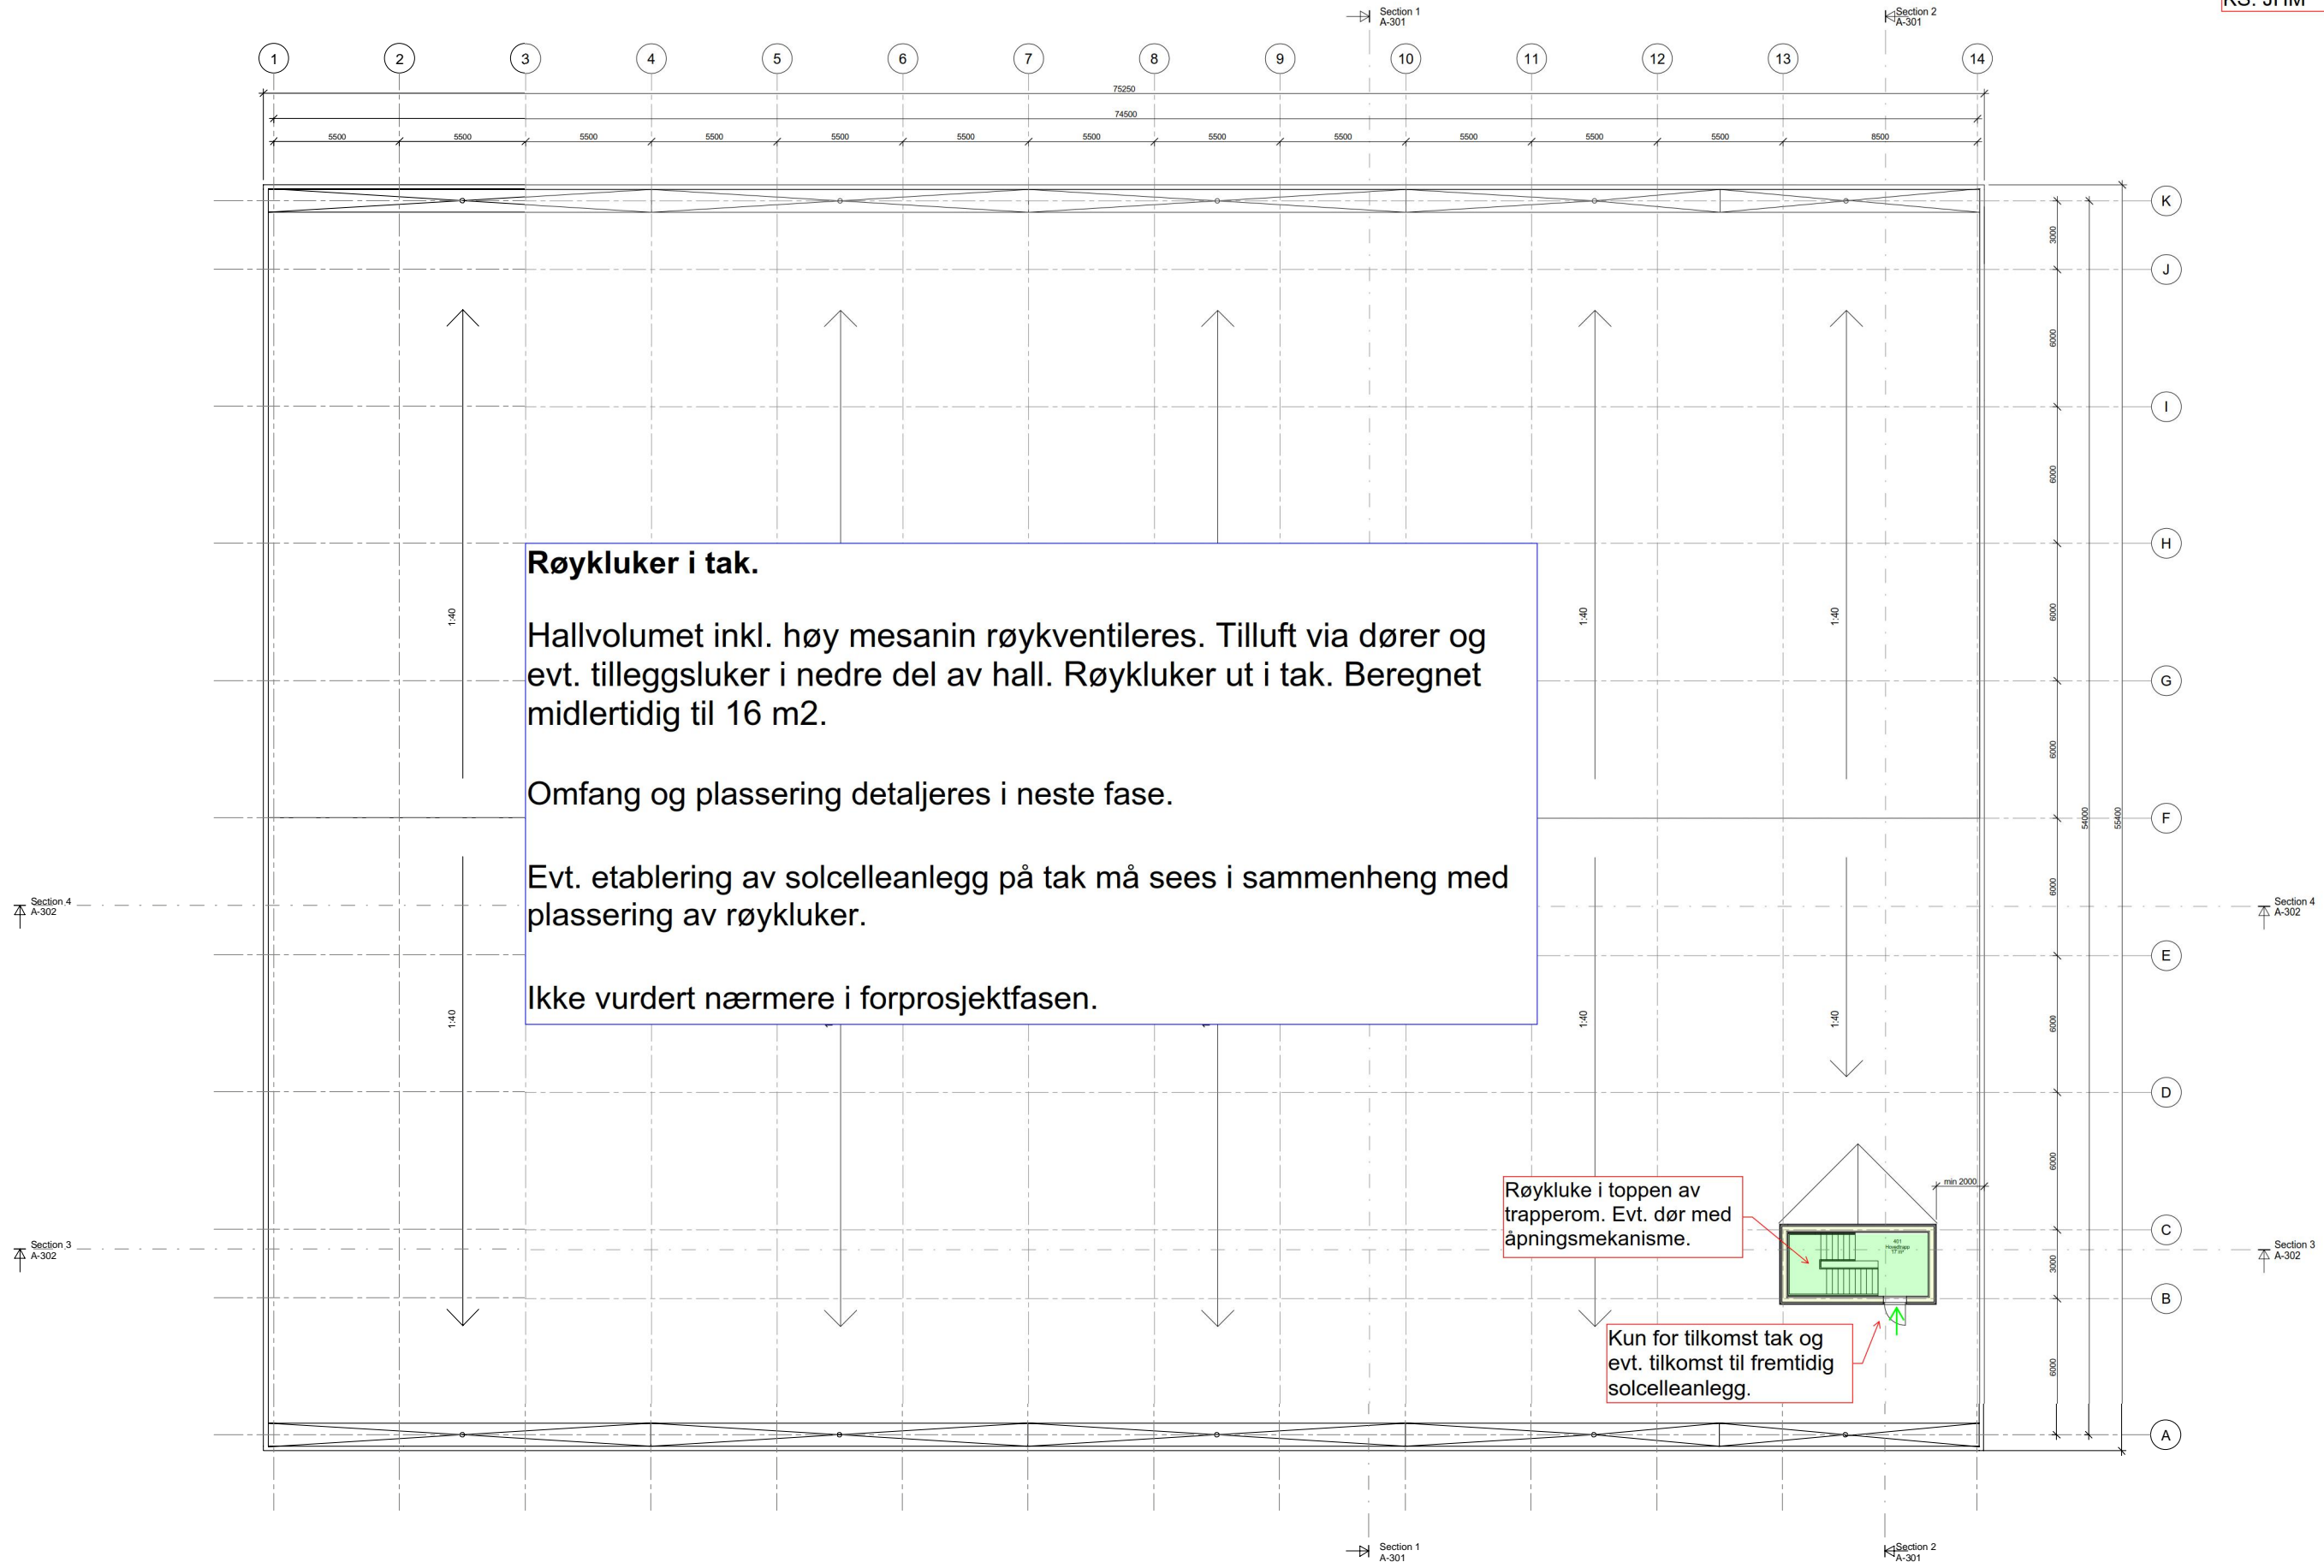 Section 1
A-301
Section 2
A-301
KS: JHM
1 2 3 4 5 6 7 8 9 10 11 12 13 14
75250
74500
5500 5500 5500 5500 5500 5500 5500 5500 5500 5500 5500 5500 8500
K
3000
J
6000
I
6000
H
Røykluker i tak.
Hallvolumet inkl. høy mesanin røykventileres. Tilluft via dører og
evt. tilleggsluker i nedre del av hall. Røykluker ut i tak. Beregnet
midlertidig til 16 m2.
Omfang og plassering detaljeres i neste fase.
Evt. etablering av solcelleanlegg på tak må sees i sammenheng med
plassering av røykluker.
Ikke vurdert nærmere i forprosjektfasen.
1:40
1:40
1:40
6000
G
6000
54000
55400
F
6000
Section 4
A-302
Section 4
A-302
E
1:40
1:40
1:40
6000
D
6000
Røykluke i toppen av
trapperom. Evt. dør med
åpningsmekanisme.
min 2000
C
Section 3
A-302
401
Hovedtrapp
17 m²
Section 3
A-302
3000
B
Kun for tilkomst tak og
evt. tilkomst til fremtidig
solcelleanlegg.
6000
A
Section 1
A-301
Section 2
A-301